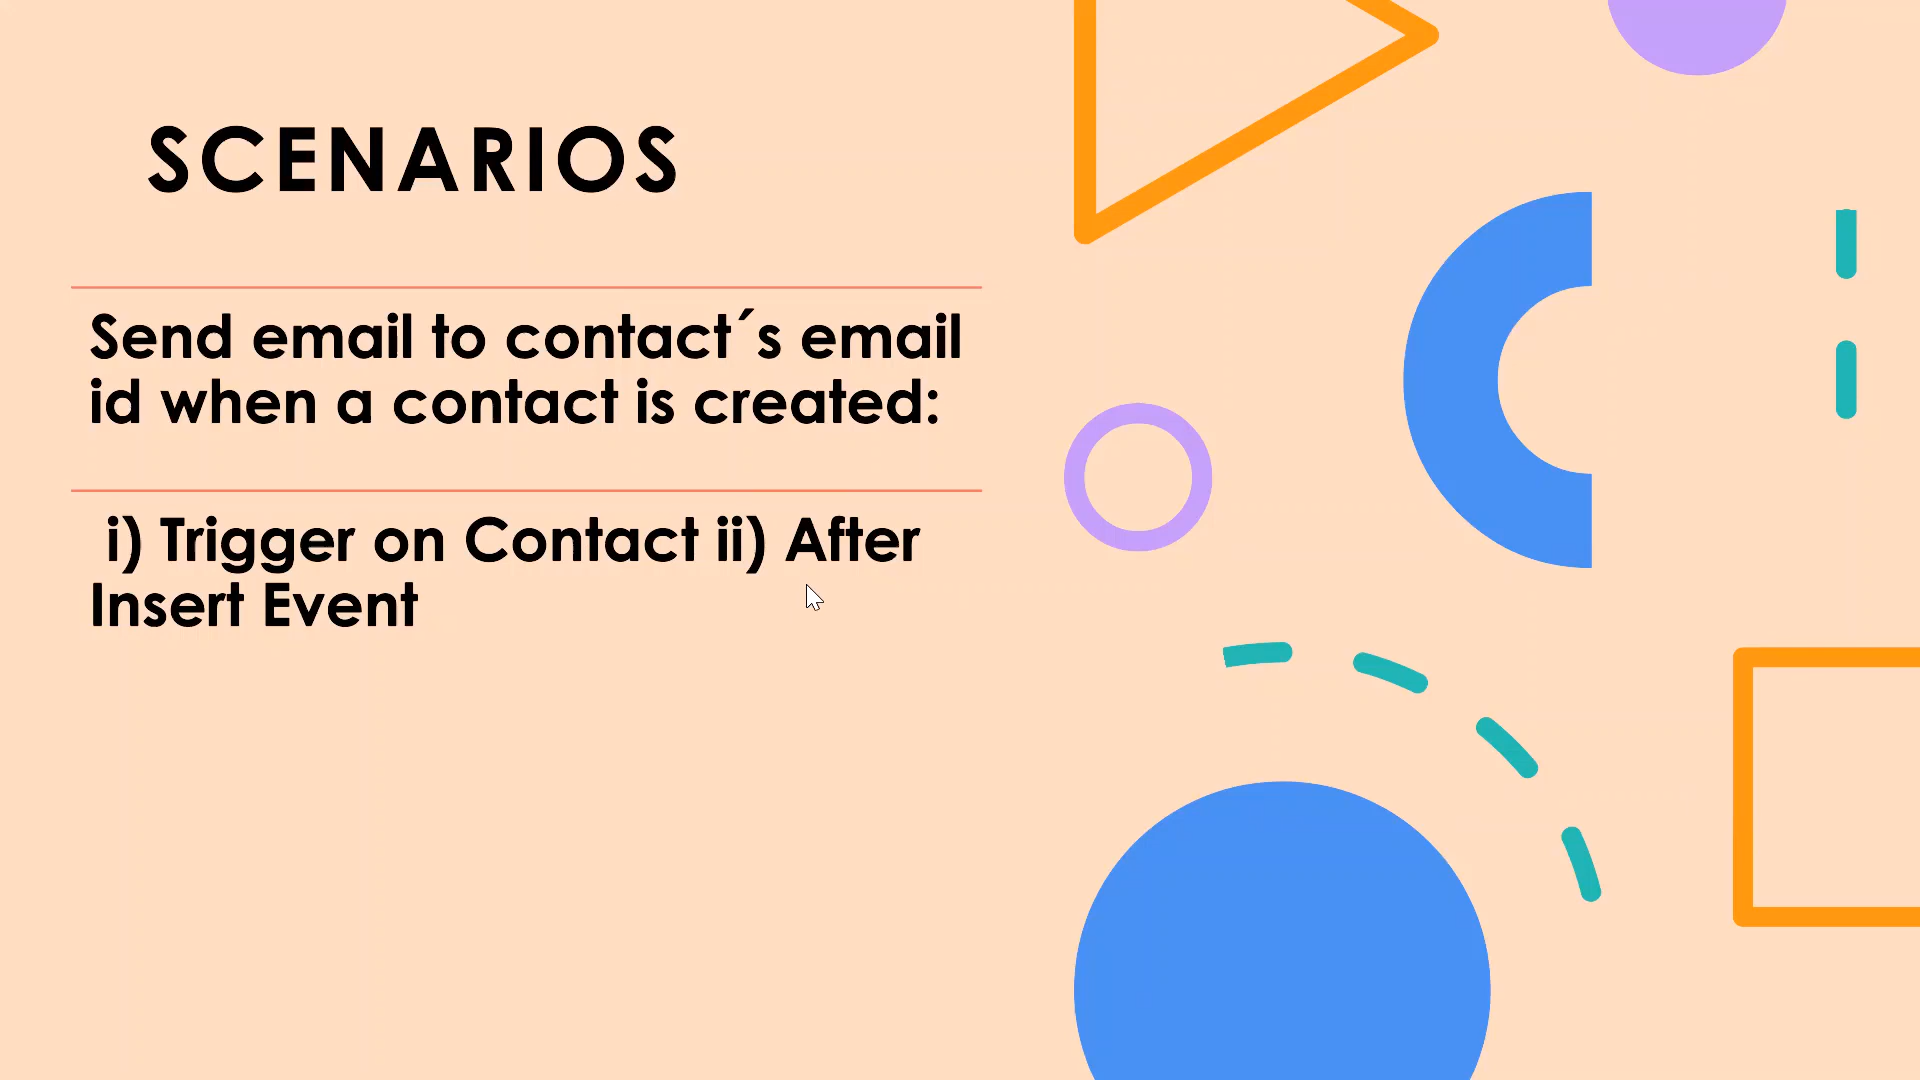 SCENARIOS
Send email to contact´s email
id when a contact is created:
i) Trigger on Contact ii) After
Insert Event